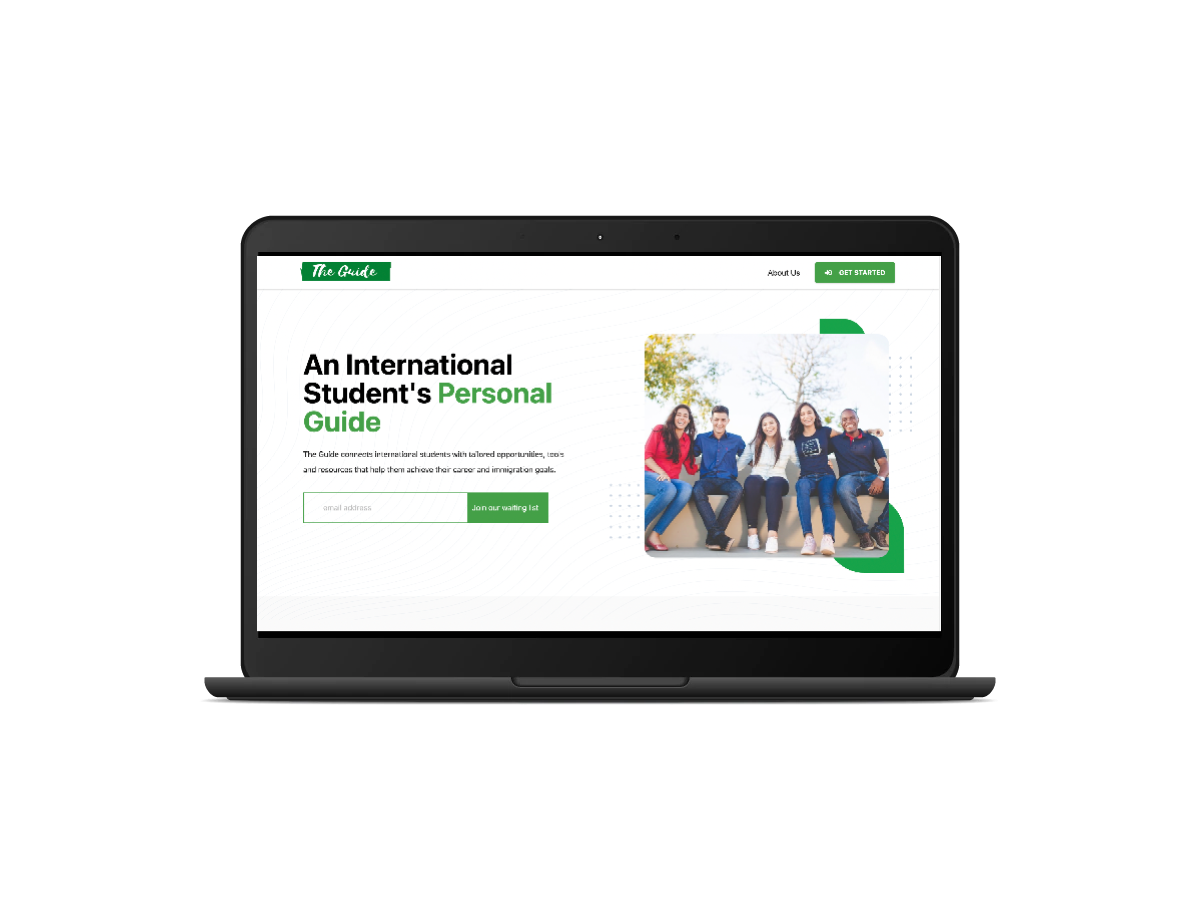 The Guide
About Us
GET STARTED
An International
Student's Personal
Guide
The Guide connects international students with tailored opportunities, tools
and resources that help them achieve their career and immigration goals.
email address
Join our waiting list